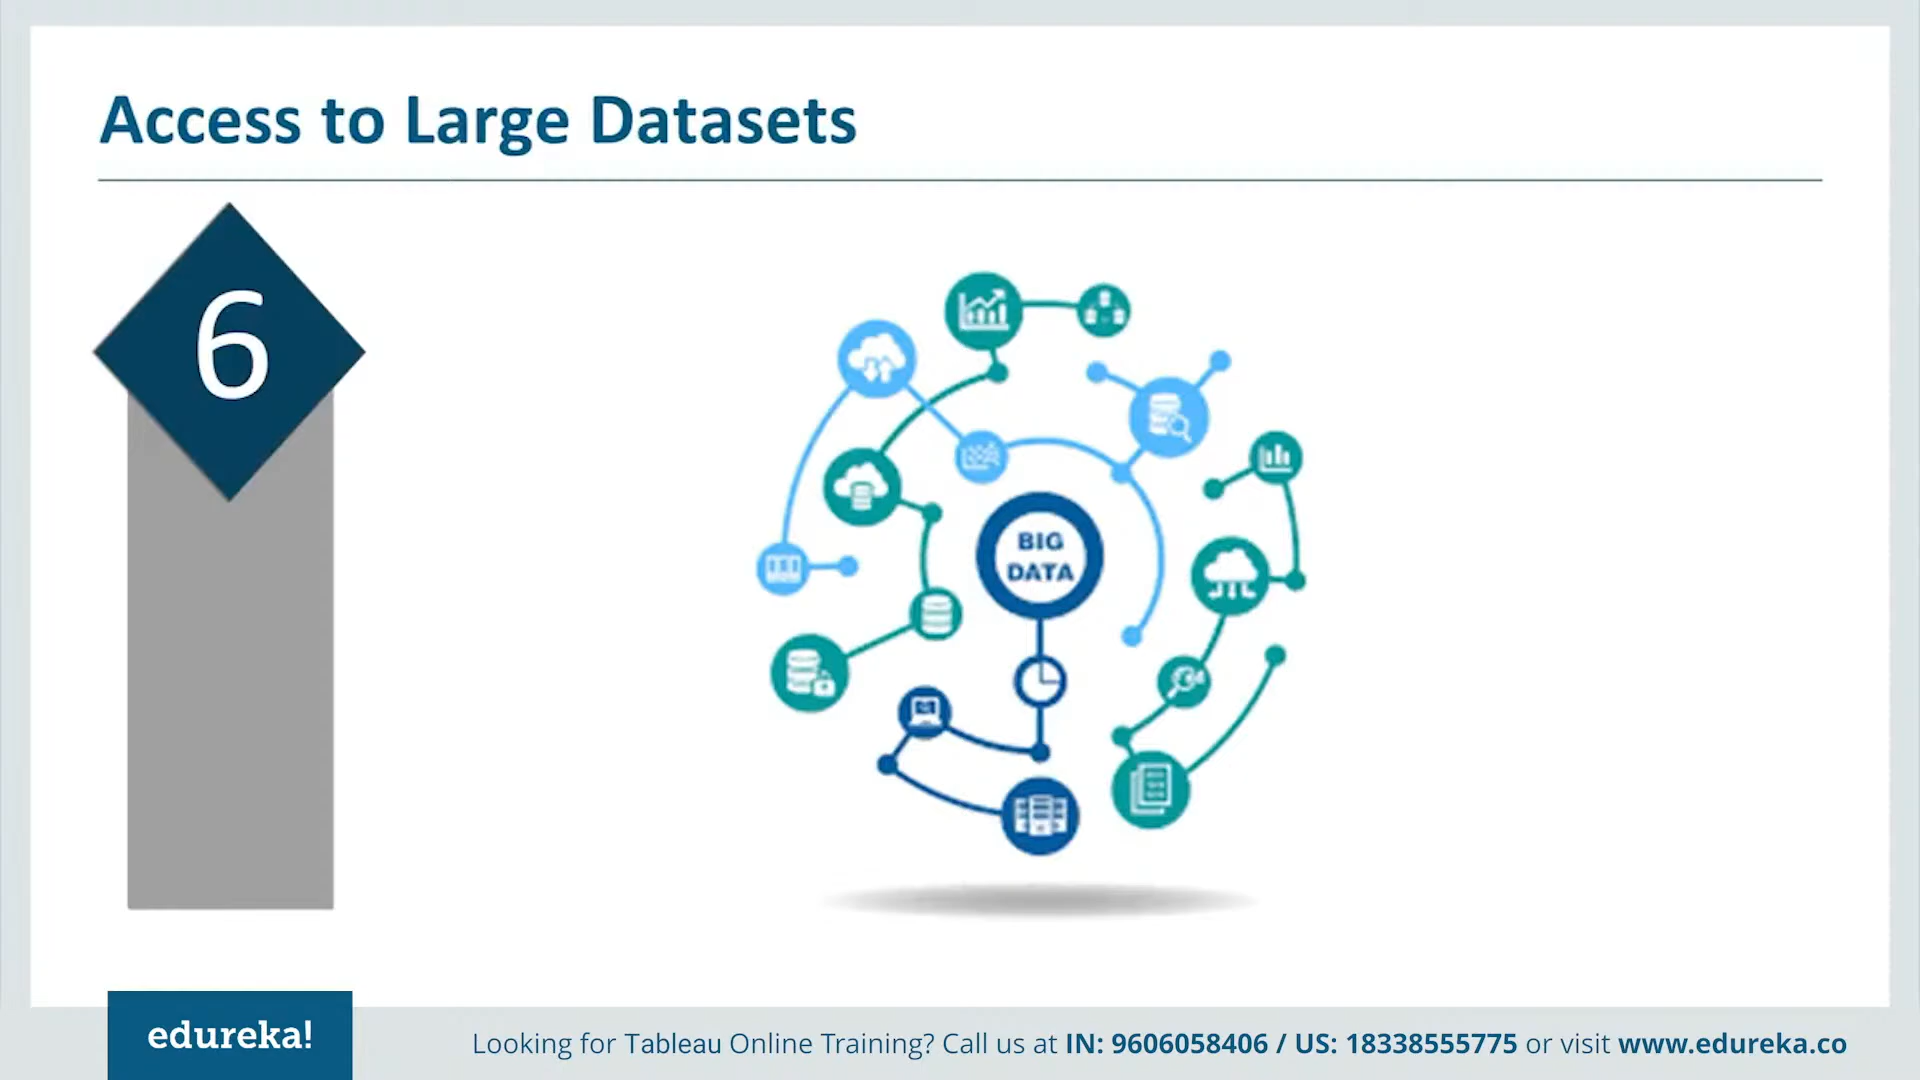 Access to Large Datasets
6
BIG
DATA
edureka!
Looking for Tableau Online Training? Call us at IN: 9606058406 / US: 18338555775 or visit www.edureka.co